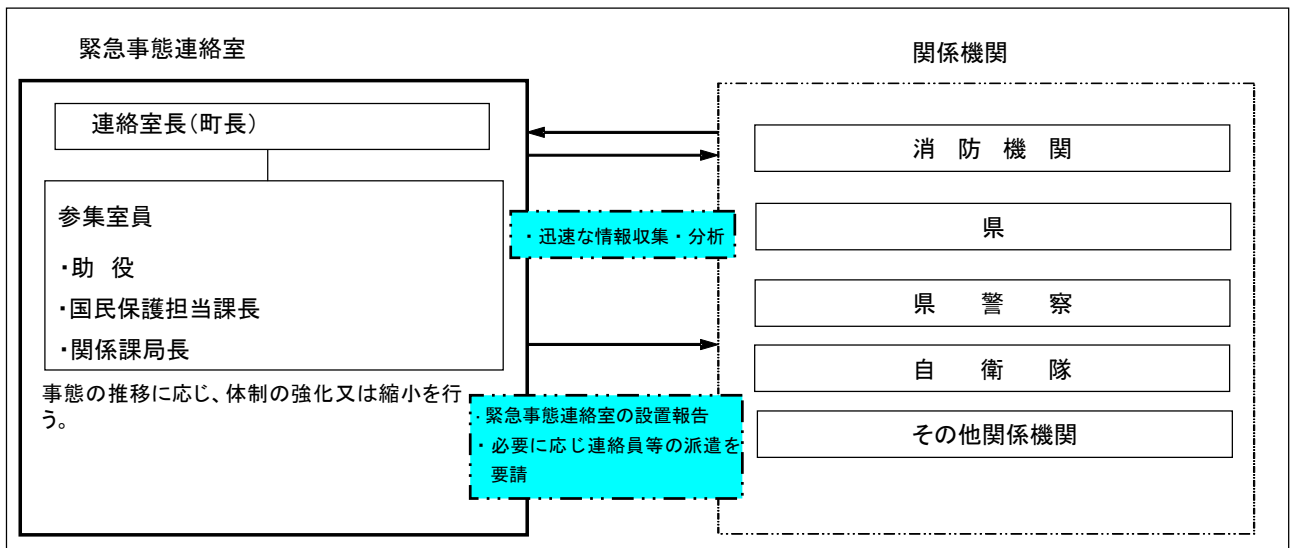 緊急事態連絡室
連絡室長(町長)
参集室員
・助　役
・国民保護担当課長
・関係課局長
事態の推移に応じ、体制の強化又は縮小を行
う。
・迅速な情報収集・分析
・緊急事態連絡室の設置報告
・必要に応じ連絡員等の派遣を
要請
関係機関
消　防　機　関
県
県　警　察
自　衛　隊
その他関係機関